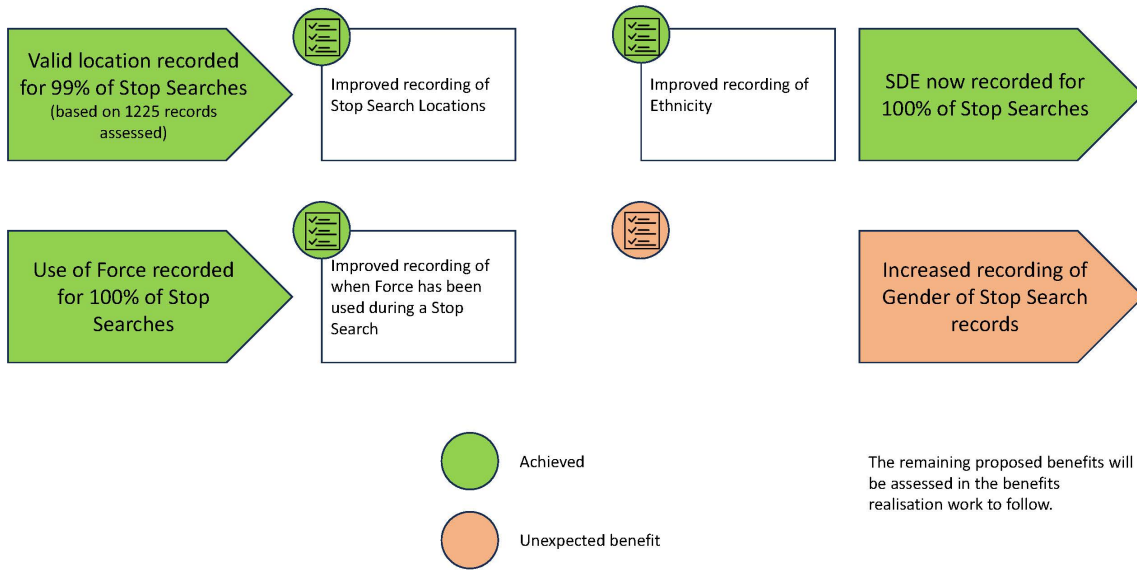 Valid location recorded
for 99% of Stop Searches
(based on 1225 records
assessed)
Improved recording of
Stop Search Locations
Improved recording of
Ethnicity
SDE now recorded for
100% of Stop Searches
Use of Force recorded
for 100% of Stop
Searches
Improved recording of
when Force has been
used during a Stop
Search
Increased recording of
Gender of Stop Search
records
Achieved
Unexpected benefit
The remaining proposed benefits will
be assessed in the benefits
realisation work to follow.